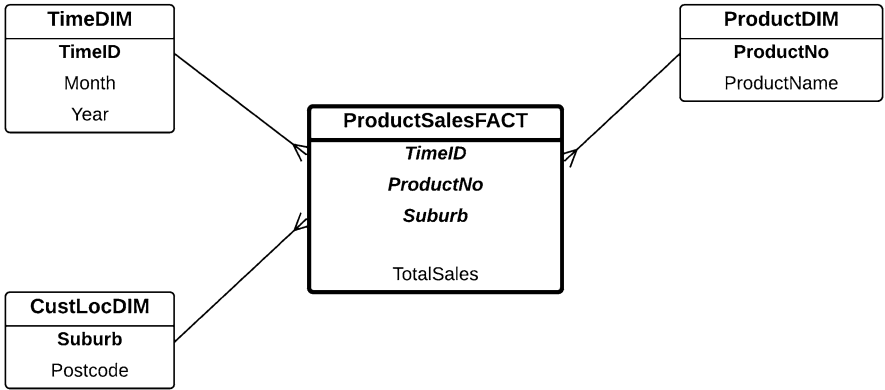 TimeDIM
TimeID
Month
Year
ProductDIM
ProductNo
ProductName
ProductSalesFACT
TimeID
ProductNo
Suburb
TotalSales
CustLocDIM
Suburb
Postcode